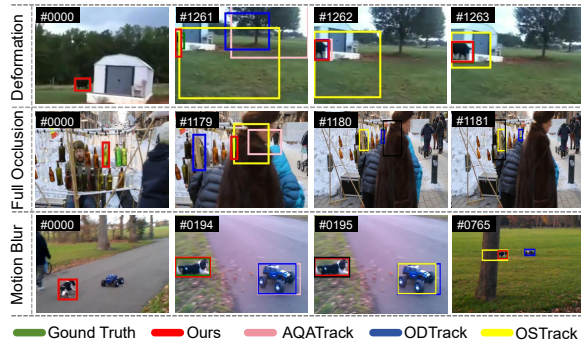 Deformation
#0000
#1261
#1262
#1263
Full Occlusion
#0000
#1179
#1180
#1181
Motion Blur
#0000
#0194
#0195
#0765
Gound Truth
Ours
AQATrack
ODTrack
OSTrack